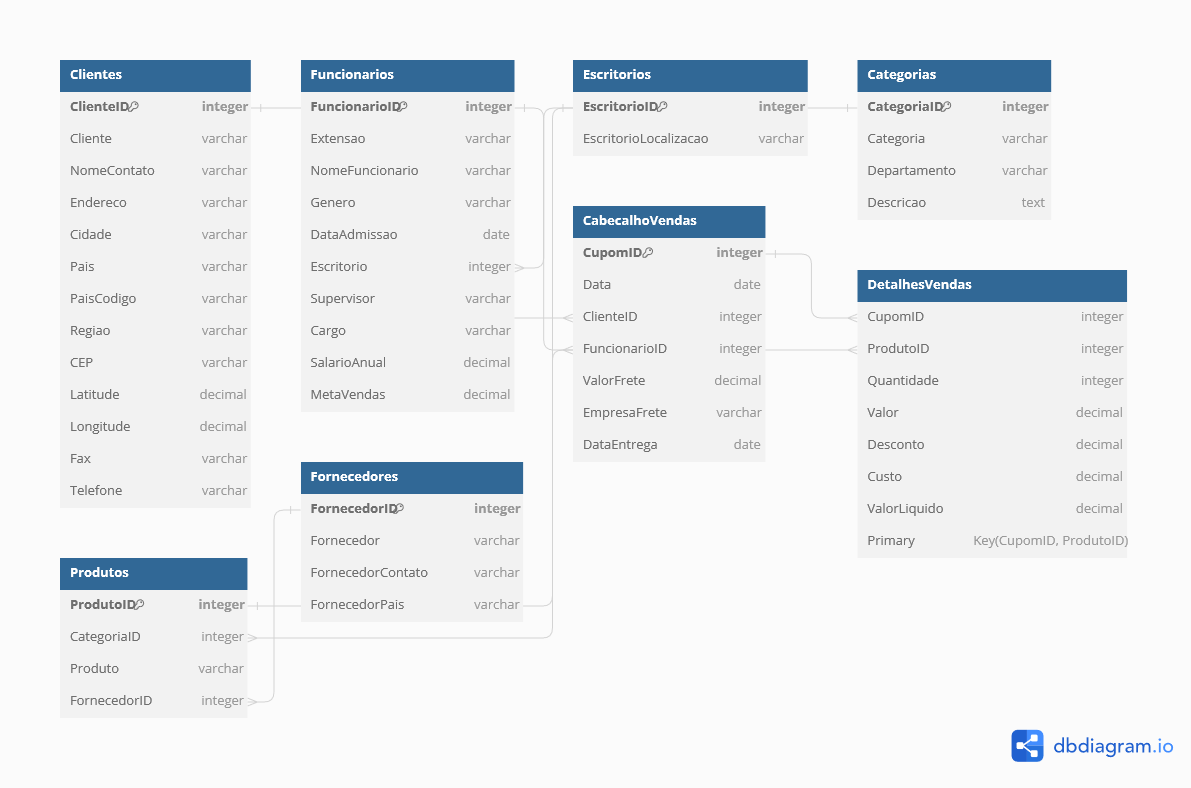 Clientes
ClienteID integer
Cliente varchar
NomeContato varchar
Endereco varchar
Cidade varchar
Pais varchar
PaisCodigo varchar
Regiao varchar
CEP varchar
Latitude decimal
Longitude decimal
Fax varchar
Telefone varchar
Funcionarios
FuncionarioID integer
Extensao varchar
NomeFuncionario varchar
Genero varchar
DataAdmissao date
Escritorio integer
Supervisor varchar
Cargo varchar
SalarioAnual decimal
MetaVendas decimal
Escritorios
EscritorioID integer
EscritorioLocalizacao varchar
Categorias
CategoriaID integer
Categoria varchar
Departamento varchar
Descricao text
CabecalhoVendas
CupomID integer
Data date
ClienteID integer
FuncionarioID integer
ValorFrete decimal
EmpresaFrete varchar
DataEntrega date
DetalhesVendas
CupomID integer
ProdutoID integer
Quantidade integer
Valor decimal
Desconto decimal
Custo decimal
ValorLiquido decimal
Primary Key(CupomID, ProdutoID)
Fornecedores
FornecedorID integer
Fornecedor varchar
FornecedorContato varchar
FornecedorPais varchar
Produtos
ProdutoID integer
CategoriaID integer
Produto varchar
FornecedorID integer
dbdiagram.io